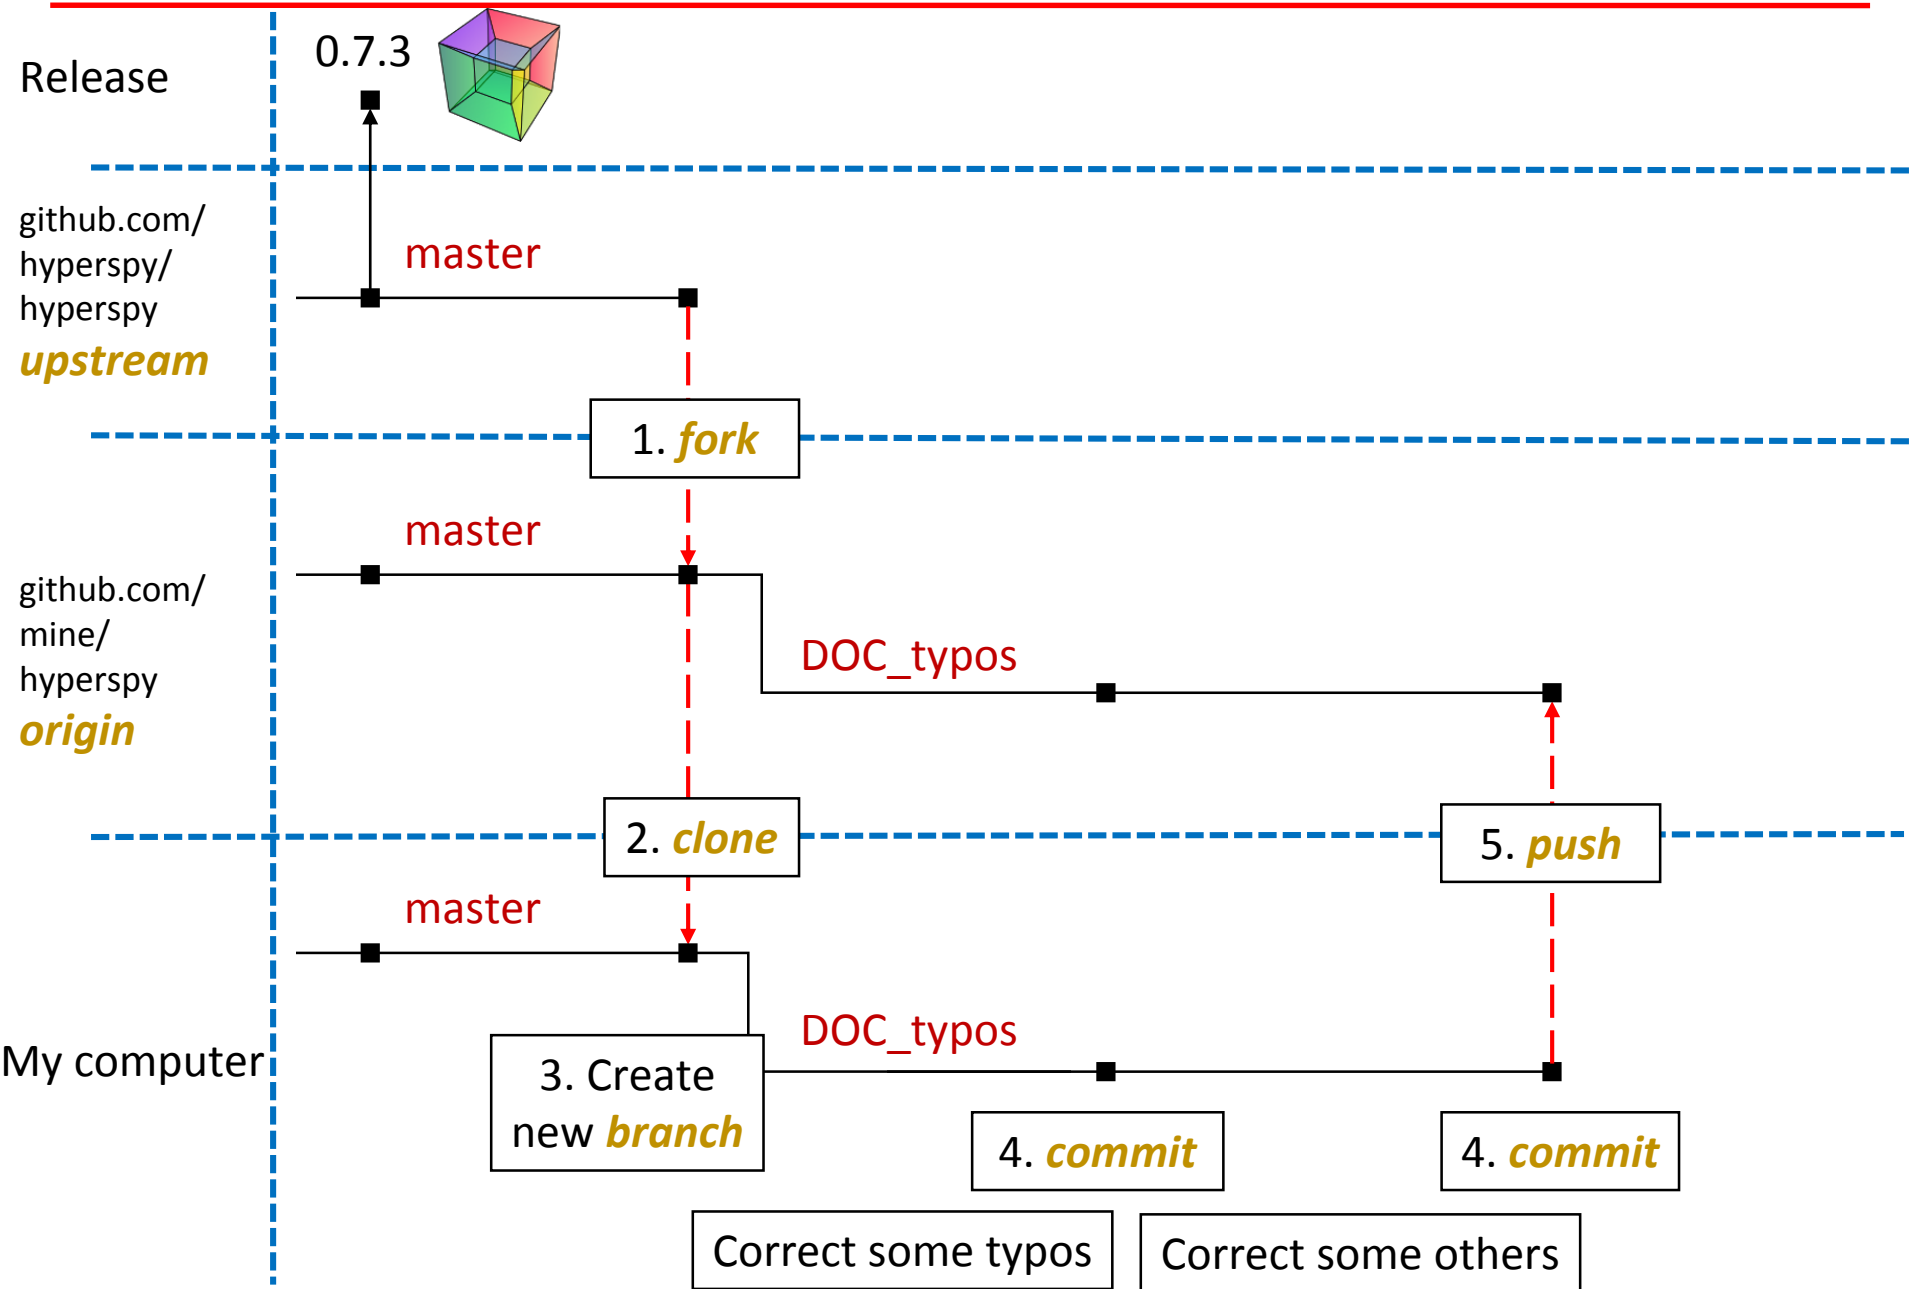 Release
0.7.3
github.com/
hyperspy/
hyperspy
upstream
master
1. fork
github.com/
mine/
hyperspy
origin
master
DOC_typos
2. clone
5. push
My computer
master
DOC_typos
3. Create
new branch
4. commit
4. commit
Correct some typos
Correct some others